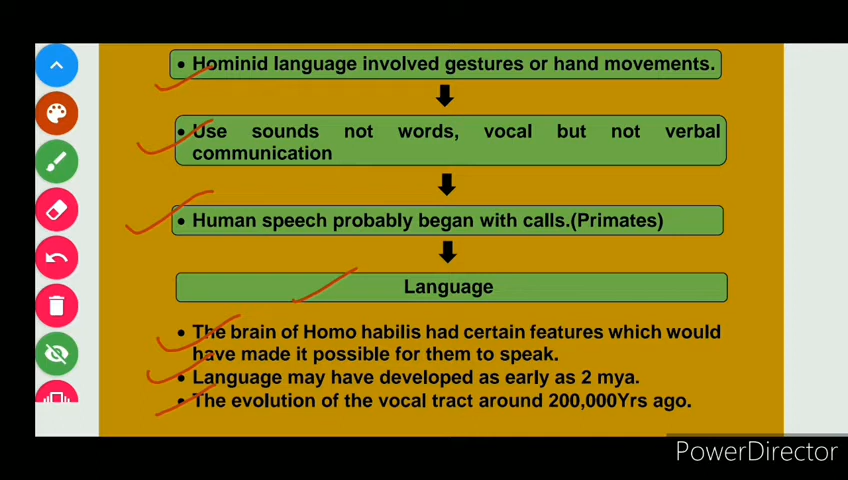 • Hominid language involved gestures or hand movements.
• Use sounds not words, vocal but not verbal
communication
• Human speech probably began with calls.(Primates)
Language
• The brain of Homo habilis had certain features which would
have made it possible for them to speak.
• Language may have developed as early as 2 mya.
• The evolution of the vocal tract around 200,000Yrs ago.
PowerDirector